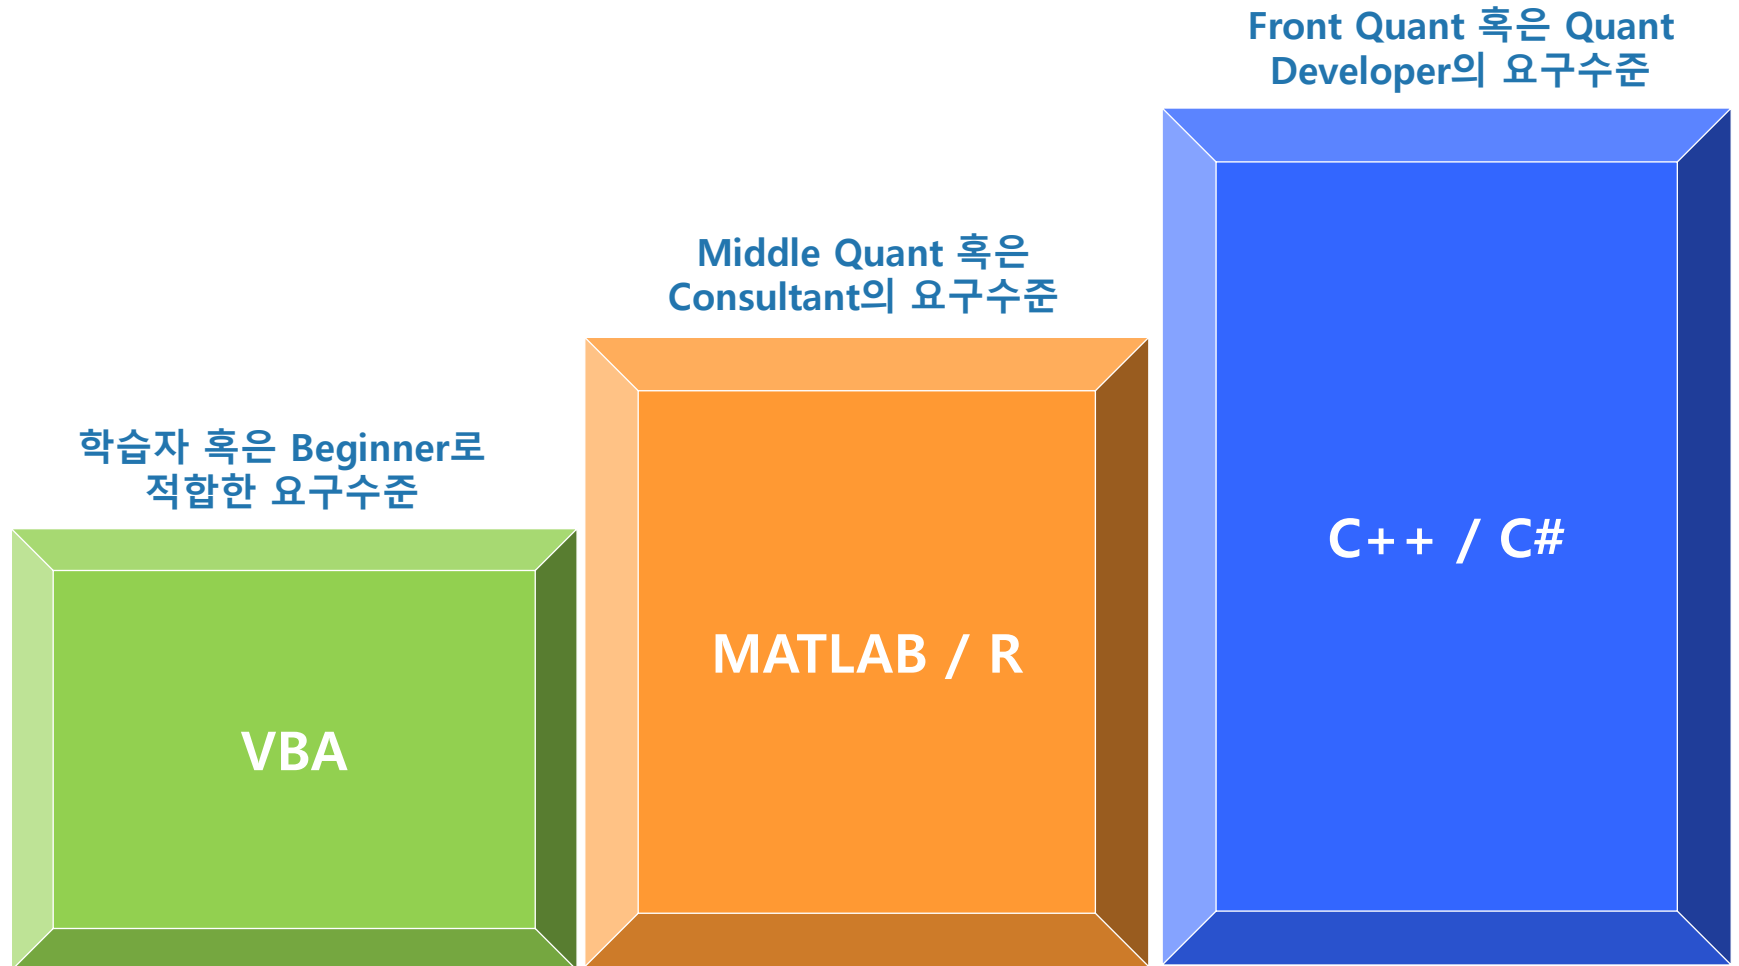 Front Quant 혹은 Quant
Developer의 요구수준
Middle Quant 혹은
Consultant의 요구수준
학습자 혹은 Beginner로
적합한 요구수준
C++ / C#
MATLAB / R
VBA